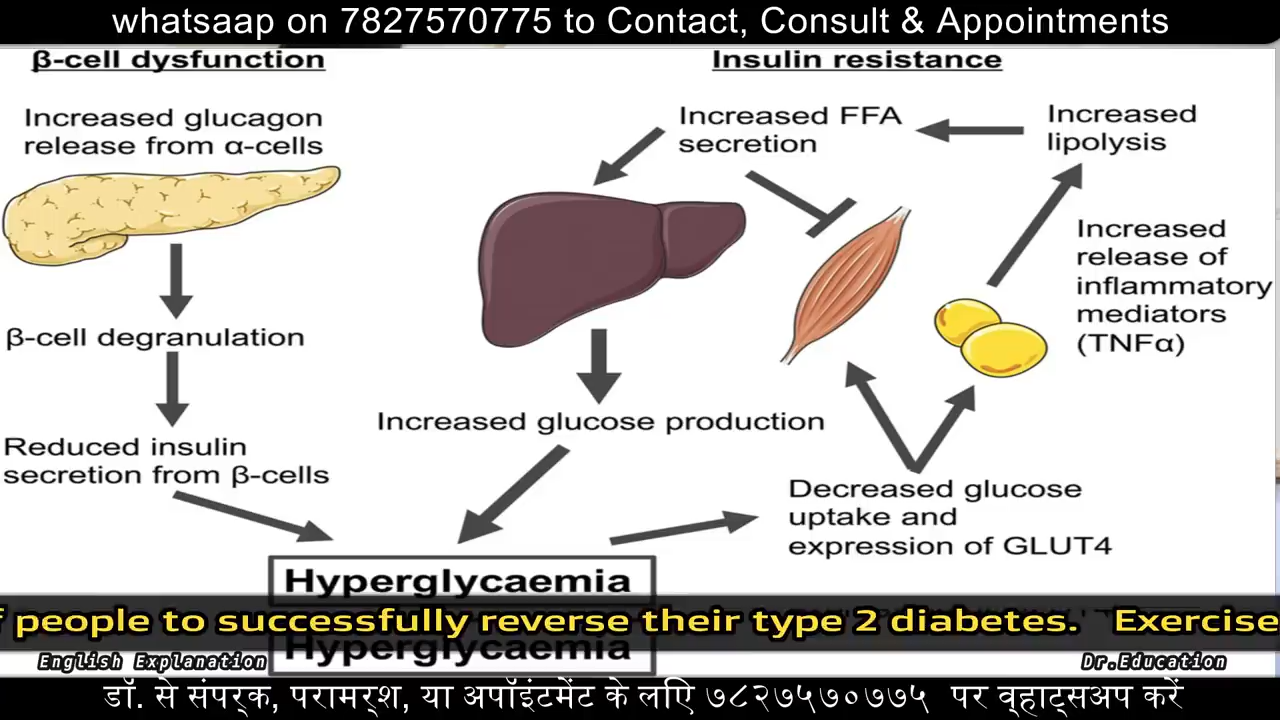 whatsaap on 7827570775 to Contact, Consult & Appointments
β-cell dysfunction
Increased glucagon
release from α-cells
β-cell degranulation
Reduced insulin
secretion from β-cells
Insulin resistance
Increased FFA
secretion
Increased
lipolysis
Increased
release of
inflammatory
mediators
(TNFα)
Increased glucose production
Decreased glucose
uptake and
expression of GLUT4
Hyperglycaemia
people to successfully reverse their type 2 diabetes. Exercise
Hyperglycaemia
English Explanation
Dr.Education
डॉ. से संपर्क, परामर्श, या अपॉइंटमेंट के लिए ७८२७५७०७७५ पर व्हाट्सअप करें